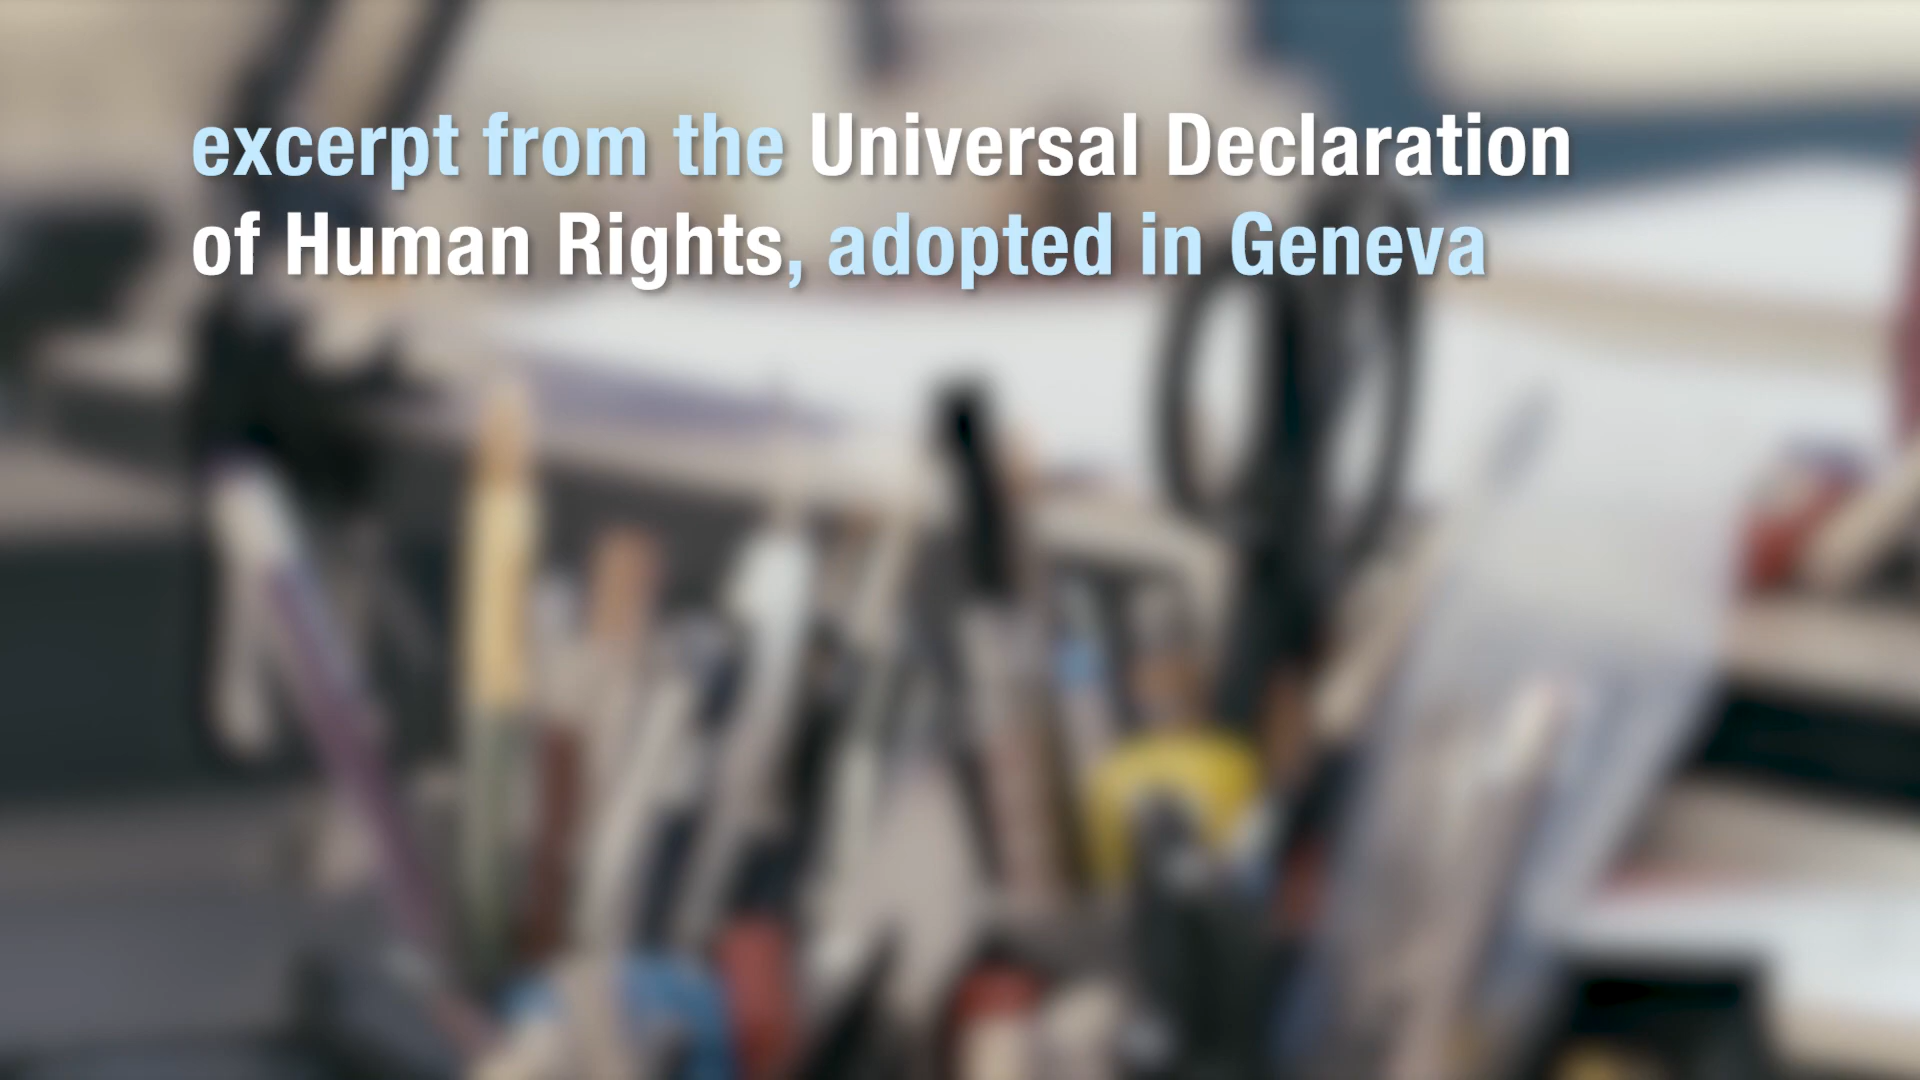 excerpt from the Universal Declaration
of Human Rights, adopted in Geneva